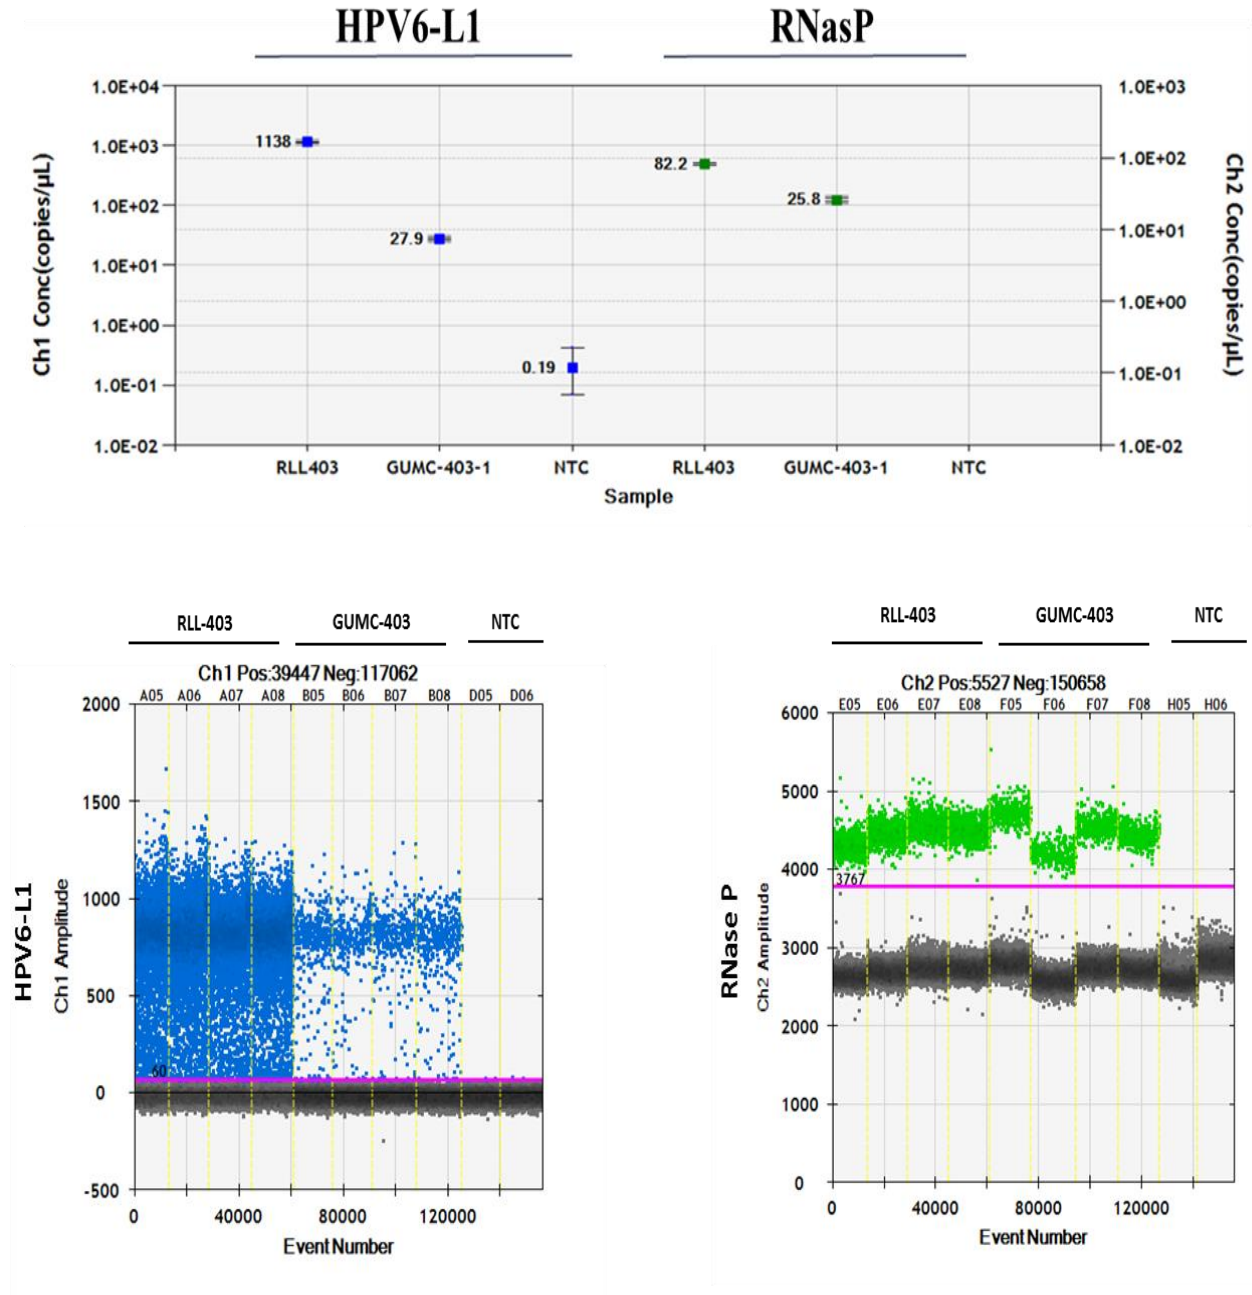 HPV6-L1 RNasP
1.0E+04 1.0E+03
1138
1.0E+03 82.2 1.0E+02
25.8
1.0E+02
27.9 1.0E+01
1.0E+01
1.0E+00
1.0E+00
0.19 1.0E-01
1.0E-01
1.0E-02 1.0E-02
Ch1 Conc(copies/µL)
Ch2 Conc(copies/µL)
RLL403 GUMC-403-1 NTC RLL403 GUMC-403-1 NTC
Sample
RLL-403 GUMC-403 NTC
Ch1 Pos:39447 Neg:117062
A05 A06 A07 A08 B05 B06 B07 B08 D05 D06
2000
1500
1000
500
60
0
-500
HPV6-L1
Ch1 Amplitude
0 40000 80000 120000
Event Number
RLL-403 GUMC-403 NTC
Ch2 Pos:5527 Neg:150658
E05 E06 E07 E08 F05 F06 F07 F08 H05 H06
6000
5000
4000
3767
3000
2000
1000
0
RNase P
Ch2 Amplitude
0 40000 80000 120000
Event Number